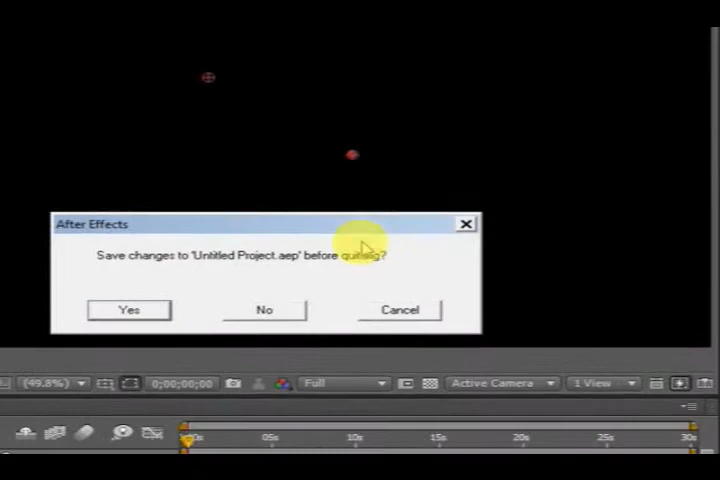 After Effects
Save changes to 'Untitled Project.aep' before quitting?
Yes No Cancel
(49.8%) 0;00;00;00 Full Active Camera 1 View
05s 10s 15s 20s 25s 30s